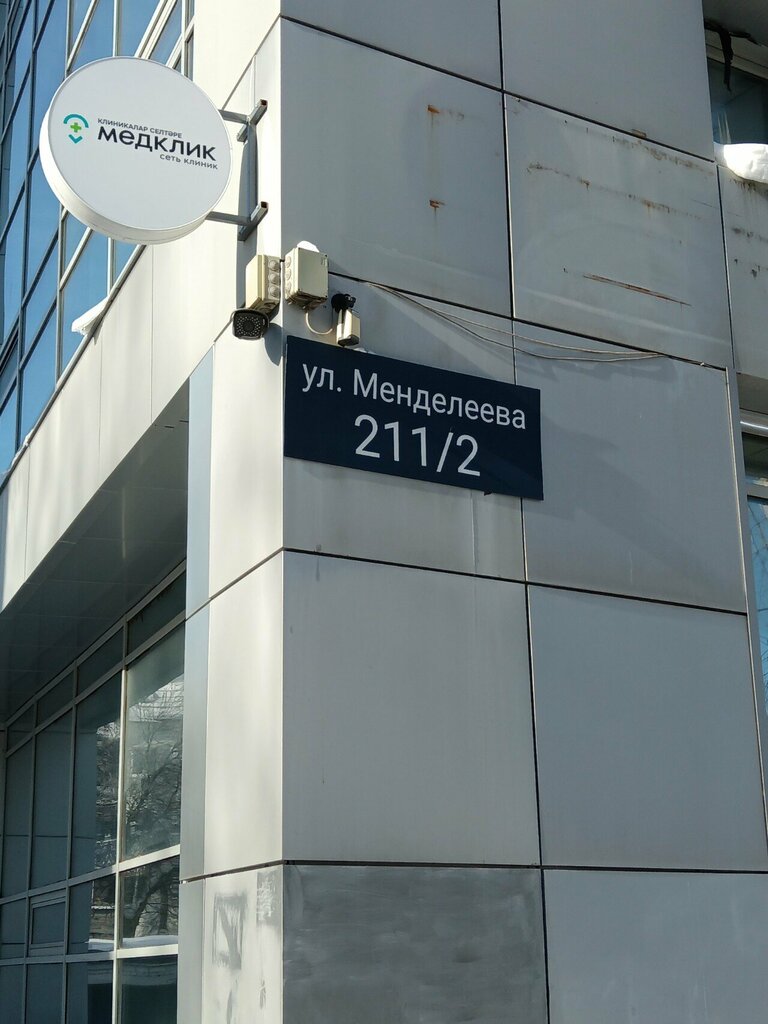 КЛИНИКАЛАР СЕЛТӘРЕ
МЕДКЛИК
СЕТЬ КЛИНИК
ул. Менделеева
211/2